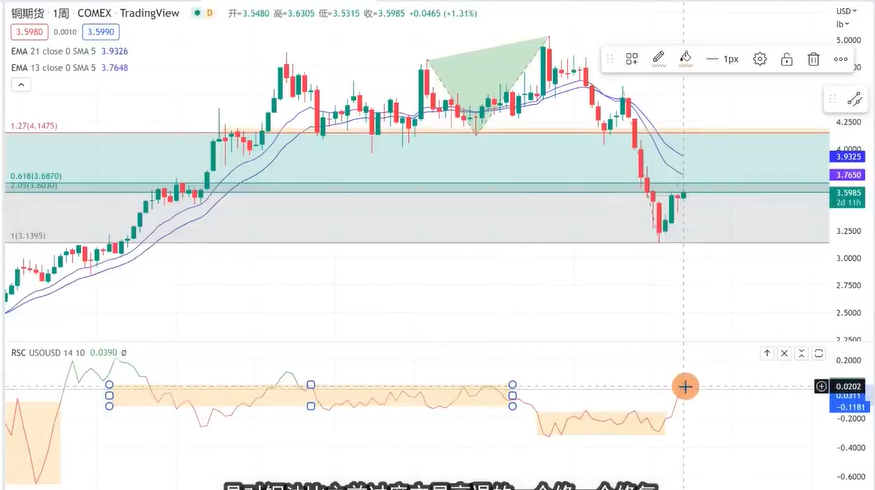 铜期货 · 1周 · COMEX · TradingView D 开=3.5480 高=3.6305 低=3.5315 收=3.5985 +0.0465 (+1.31%)
USD
lb
3.5980 0.0010 3.5990
EMA 21 close 0 SMA 5 3.9326
EMA 13 close 0 SMA 5 3.7648
1px
5.0000
4.2500
4.0000
3.9325
3.7650
3.5985
2d 11h
3.2500
3.0000
2.7500
2.5000
2.2500
1.27(4.1475)
0.618(3.6870)
2.05(3.6030)
1(3.1395)
RSC USOUSD 14 10 0.0390 ∅
0.2000
0.0202
0.0311
-0.1181
-0.2000
-0.4000
-0.6000